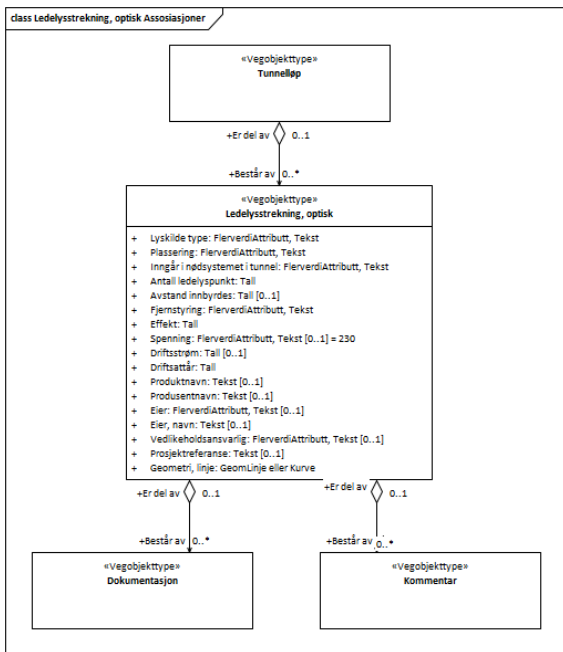 class Ledelysstrekning, optisk Assosiasjoner
«Vegobjekttype»
Tunnelløp
+Er del av 0..1
+Består av 0..*
«Vegobjekttype»
Ledelysstrekning, optisk
+ Lyskilde type: FlerverdiAttributt, Tekst
+ Plassering: FlerverdiAttributt, Tekst
+ Inngår i nødsystemet i tunnel: FlerverdiAttributt, Tekst
+ Antall ledelyspunkt: Tall
+ Avstand innbyrdes: Tall [0..1]
+ Fjernstyring: FlerverdiAttributt, Tekst
+ Effekt: Tall
+ Spenning: FlerverdiAttributt, Tekst [0..1] = 230
+ Driftsstrøm: Tall [0..1]
+ Driftsattår: Tall
+ Produktnavn: Tekst [0..1]
+ Produsentnavn: Tekst [0..1]
+ Eier: FlerverdiAttributt, Tekst [0..1]
+ Eier, navn: Tekst [0..1]
+ Vedlikeholdsansvarlig: FlerverdiAttributt, Tekst [0..1]
+ Prosjektreferanse: Tekst [0..1]
+ Geometri, linje: GeomLinje eller Kurve
+Er del av 0..1
+Er del av 0..1
+Består av 0..*
+Består av 0..*
«Vegobjekttype»
Dokumentasjon
«Vegobjekttype»
Kommentar